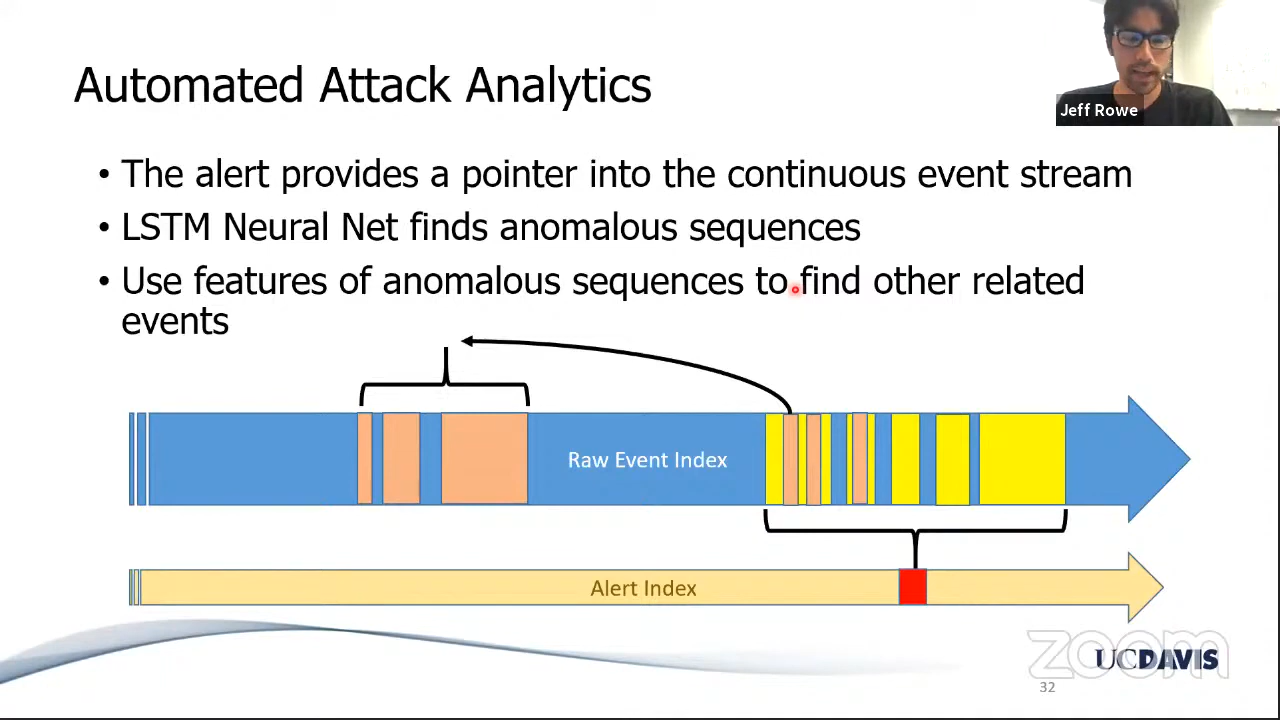 Automated Attack Analytics
Jeff Rowe
• The alert provides a pointer into the continuous event stream
• LSTM Neural Net finds anomalous sequences
• Use features of anomalous sequences to find other related
events
Raw Event Index
Alert Index
zoom
UCDAVIS
32